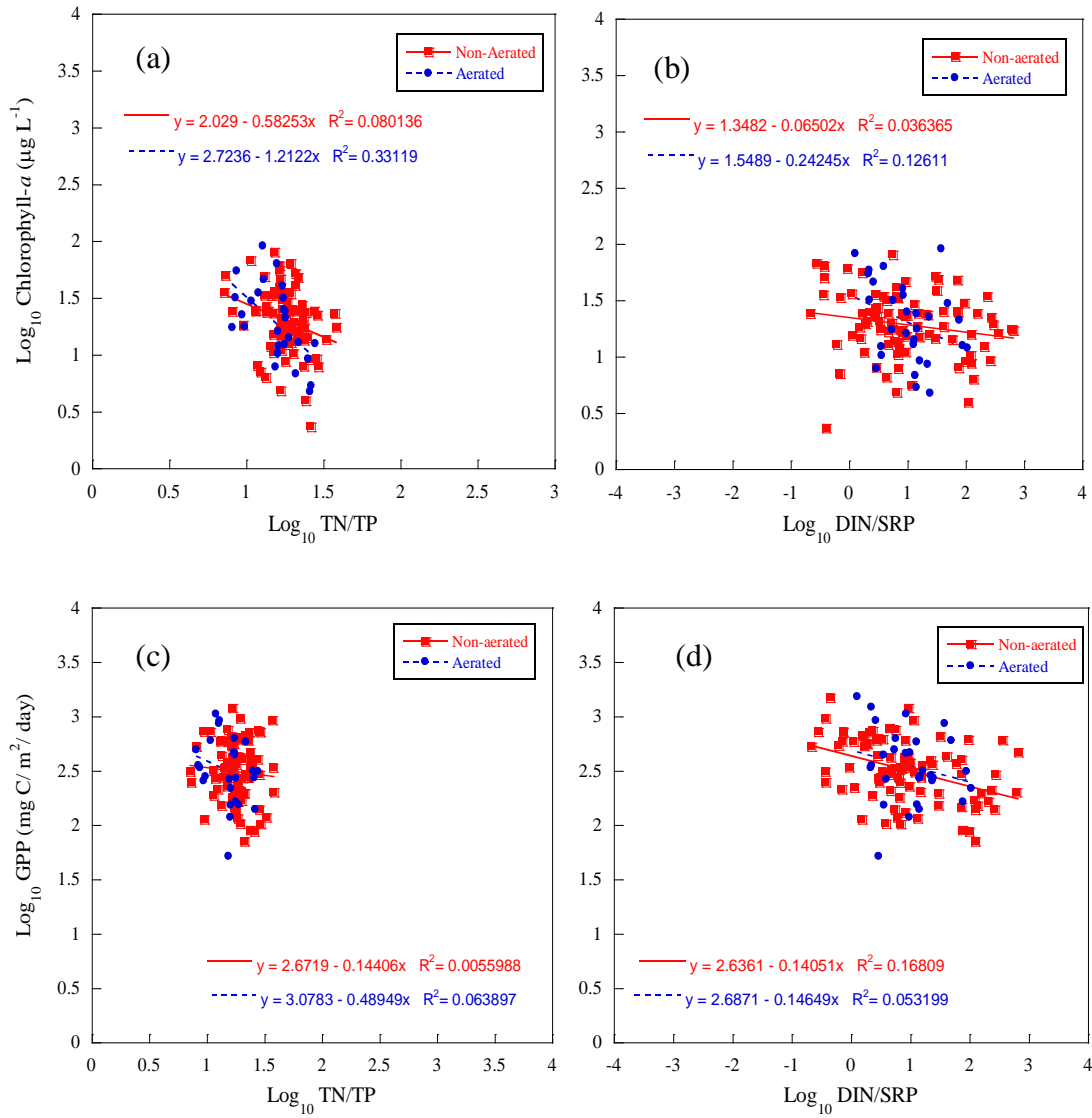 (a)
Non-Aerated
Aerated
y = 2.029 - 0.58253x R²= 0.080136
y = 2.7236 - 1.2122x R²= 0.33119
Log₁₀ Chlorophyll-a (µg L⁻¹)
4
3.5
3
2.5
2
1.5
1
0.5
0
0 0.5 1 1.5 2 2.5 3
Log₁₀ TN/TP
(b)
Non-aerated
Aerated
y = 1.3482 - 0.06502x R²= 0.036365
y = 1.5489 - 0.24245x R²= 0.12611
4
3.5
3
2.5
2
1.5
1
0.5
0
-4 -3 -2 -1 0 1 2 3 4
Log₁₀ DIN/SRP
(c)
Non-aerated
Aerated
Log₁₀ GPP (mg C/ m²/ day)
4
3.5
3
2.5
2
1.5
1
0.5
0
y = 2.6719 - 0.14406x R²= 0.0055988
y = 3.0783 - 0.48949x R²= 0.063897
0 0.5 1 1.5 2 2.5 3 3.5 4
Log₁₀ TN/TP
(d)
Non-aerated
Aerated
4
3.5
3
2.5
2
1.5
1
0.5
0
y = 2.6361 - 0.14051x R²= 0.16809
y = 2.6871 - 0.14649x R²= 0.053199
-4 -3 -2 -1 0 1 2 3 4
Log₁₀ DIN/SRP